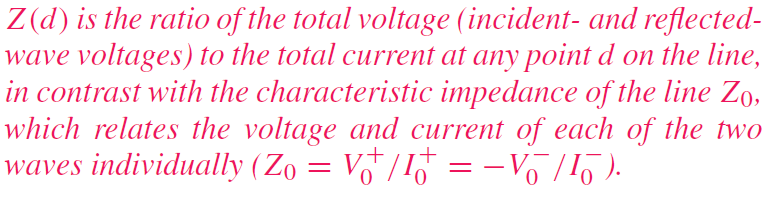 Z(d) is the ratio of the total voltage (incident- and reflected-
wave voltages) to the total current at any point d on the line,
in contrast with the characteristic impedance of the line Z₀,
which relates the voltage and current of each of the two
waves individually (Z₀ = V₀⁺/I₀⁺ = −V₀⁻/I₀⁻).